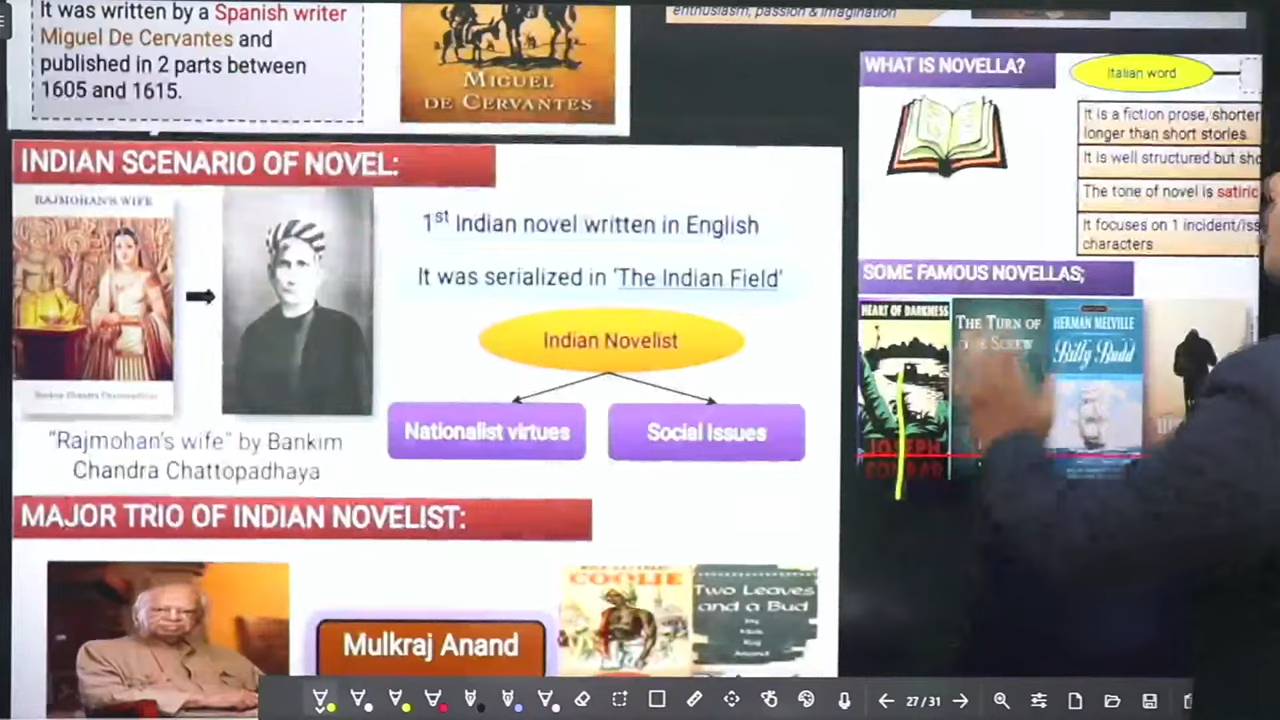 It was written by a Spanish writer
Miguel De Cervantes and
published in 2 parts between
1605 and 1615.
MIGUEL
DE CERVANTES
enthusiasm, passion & imagination
INDIAN SCENARIO OF NOVEL:
RAJMOHAN'S WIFE
1st Indian novel written in English
It was serialized in 'The Indian Field'
Indian Novelist
Nationalist virtues
Social Issues
"Rajmohan's wife" by Bankim
Chandra Chattopadhaya
MAJOR TRIO OF INDIAN NOVELIST:
Mulkraj Anand
COOLIE
Two Leaves
and a Bud
WHAT IS NOVELLA?
Italian word
It is a fiction prose, shorter
longer than short stories.
It is well structured but sho
The tone of novel is satiric
It focuses on 1 incident/iss
characters
SOME FAMOUS NOVELLAS;
HEART OF DARKNESS
JOSEPH
CONRAD
THE TURN OF
SCREW
HERMAN MELVILLE
Billy Budd
27/31